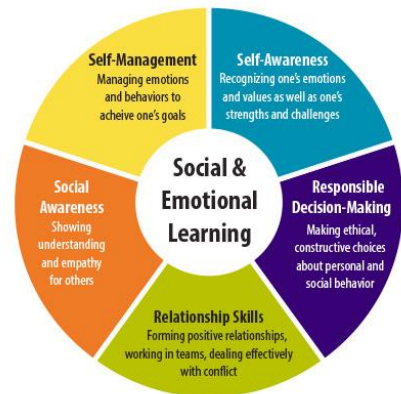 Self-Management
Managing emotions
and behaviors to
acheive one's goals
Self-Awareness
Recognizing one's emotions
and values as well as one's
strengths and challenges
Social &
Emotional
Learning
Social
Awareness
Showing
understanding
and empathy
for others
Responsible
Decision-Making
Making ethical,
constructive choices
about personal and
social behavior
Relationship Skills
Forming positive relationships,
working in teams, dealing effectively
with conflict